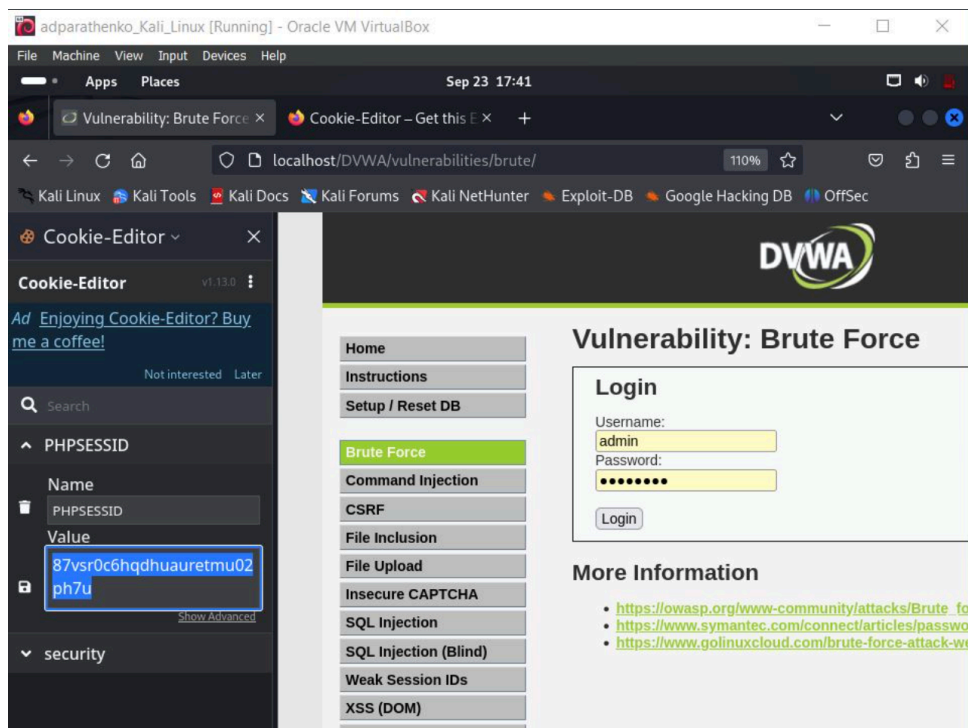 adparathenko_Kali_Linux [Running] - Oracle VM VirtualBox
File Machine View Input Devices Help
Apps Places Sep 23 17:41
Vulnerability: Brute Force Cookie-Editor – Get this E
localhost/DVWA/vulnerabilities/brute/ 110%
Kali Linux Kali Tools Kali Docs Kali Forums Kali NetHunter Exploit-DB Google Hacking DB OffSec
Cookie-Editor
Cookie-Editor v1.13.0
Ad Enjoying Cookie-Editor? Buy
me a coffee!
Not interested Later
Search
PHPSESSID
Name
PHPSESSID
Value
87vsr0c6hqdhuauretmu02
ph7u
Show Advanced
security
DVWA
Home
Instructions
Setup / Reset DB
Brute Force
Command Injection
CSRF
File Inclusion
File Upload
Insecure CAPTCHA
SQL Injection
SQL Injection (Blind)
Weak Session IDs
XSS (DOM)
Vulnerability: Brute Force
Login
Username:
admin
Password:
••••••••
Login
More Information
• https://owasp.org/www-community/attacks/Brute_fo
• https://www.symantec.com/connect/articles/passwo
• https://www.golinuxcloud.com/brute-force-attack-w